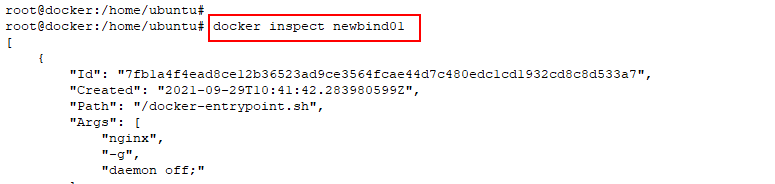 root@docker:/home/ubuntu#
root@docker:/home/ubuntu# docker inspect newbind01
[
    {
        "Id": "7fb1a4f4ead8ce12b36523ad9ce3564fcae44d7c480edc1cd1932cd8c8d533a7",
        "Created": "2021-09-29T10:41:42.283980599Z",
        "Path": "/docker-entrypoint.sh",
        "Args": [
            "nginx",
            "-g",
            "daemon off;"
        ]